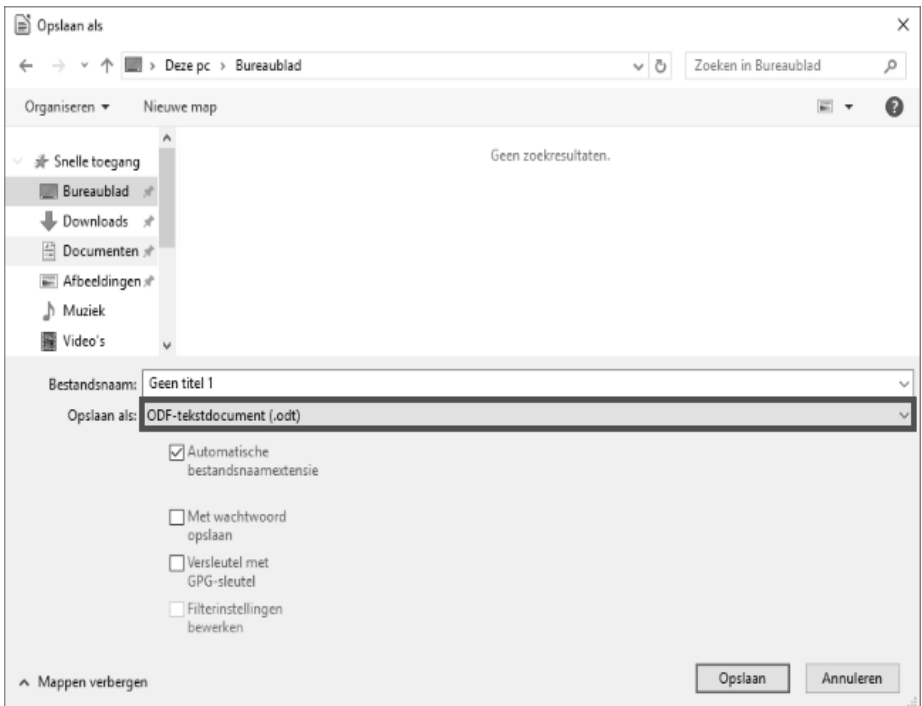 Opslaan als
Deze pc › Bureaublad
Zoeken in Bureaublad
Organiseren
Nieuwe map
Snelle toegang
Bureaublad
Downloads
Documenten
Afbeeldingen
Muziek
Video's
Geen zoekresultaten.
Bestandsnaam: Geen titel 1
Opslaan als: ODF-tekstdocument (.odt)
Automatische
bestandsnaamextensie
Met wachtwoord
opslaan
Versleutel met
GPG-sleutel
Filterinstellingen
bewerken
Mappen verbergen
Opslaan
Annuleren